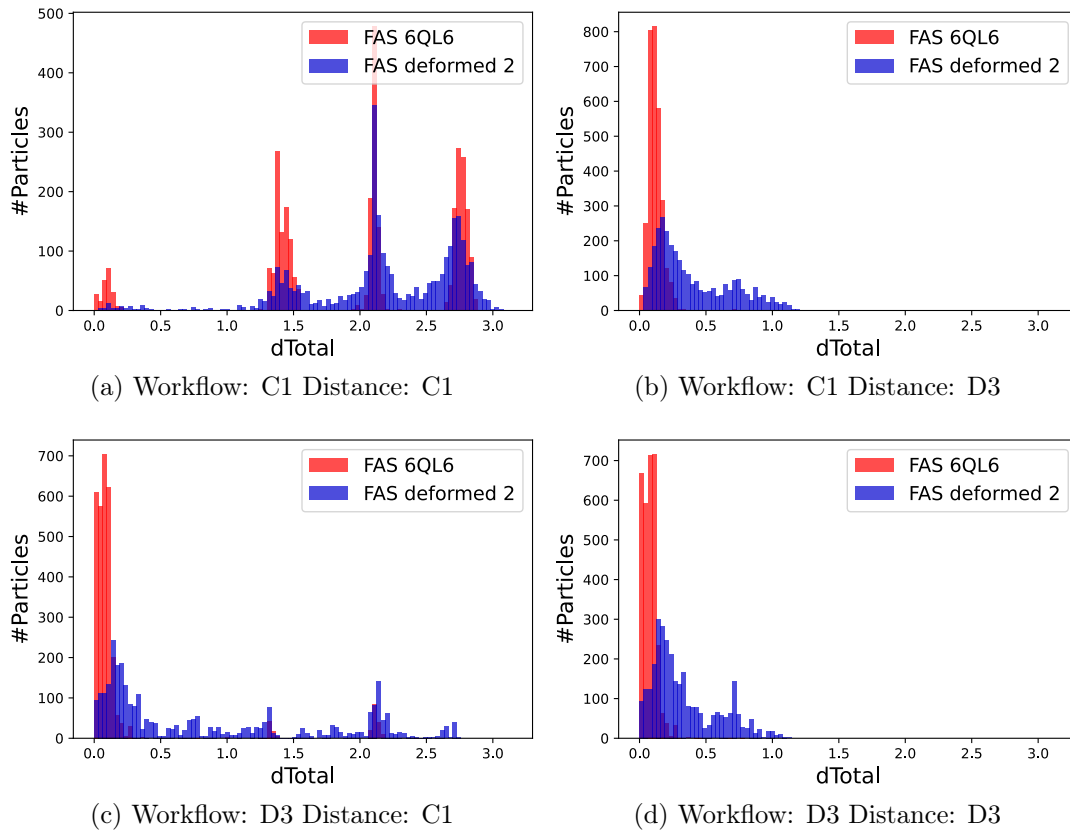 500
400
300
200
100
0
#Particles
FAS 6QL6
FAS deformed 2
0.0 0.5 1.0 1.5 2.0 2.5 3.0
dTotal
(a) Workflow: C1 Distance: C1
800
700
600
500
400
300
200
100
0
#Particles
FAS 6QL6
FAS deformed 2
0.0 0.5 1.0 1.5 2.0 2.5 3.0
dTotal
(b) Workflow: C1 Distance: D3
700
600
500
400
300
200
100
0
#Particles
FAS 6QL6
FAS deformed 2
0.0 0.5 1.0 1.5 2.0 2.5 3.0
dTotal
(c) Workflow: D3 Distance: C1
700
600
500
400
300
200
100
0
#Particles
FAS 6QL6
FAS deformed 2
0.0 0.5 1.0 1.5 2.0 2.5 3.0
dTotal
(d) Workflow: D3 Distance: D3